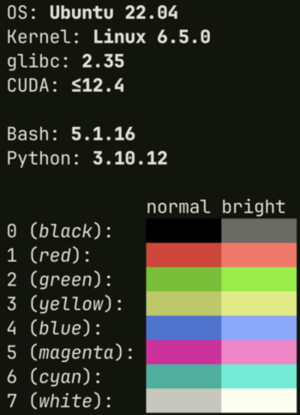 OS: Ubuntu 22.04
Kernel: Linux 6.5.0
glibc: 2.35
CUDA: ≤12.4
Bash: 5.1.16
Python: 3.10.12
normal bright
0 (black):
1 (red):
2 (green):
3 (yellow):
4 (blue):
5 (magenta):
6 (cyan):
7 (white):